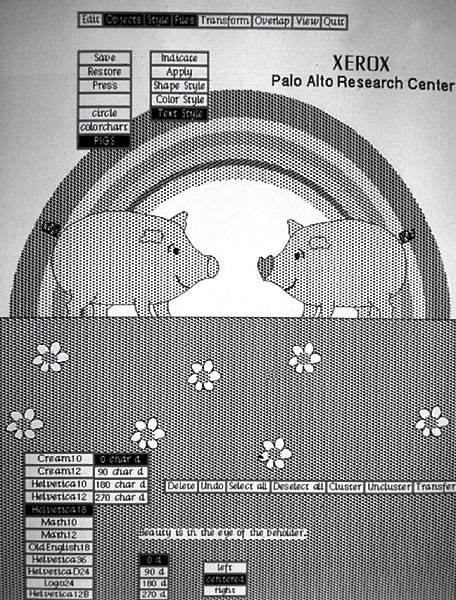 Edit Objects Style Files Transform Overlap View Quit
Save
Restore
Press
circle
colorchart
PIGS
Indicate
Apply
Shape Style
Color Style
Text Style
XEROX
Palo Alto Research Center
Cream10
Cream12
Helvetica10
Helvetica12
Helvetica18
Math10
Math12
OldEnglish18
Helvetica36
HelveticaD24
Logo24
Helvetica12B
0 char d
90 char d
180 char d
270 char d
Delete Undo Select all Deselect all Cluster Uncluster Transfer
Beauty is in the eye of the beholder.
0 d
90 d
180 d
270 d
left
centered
right